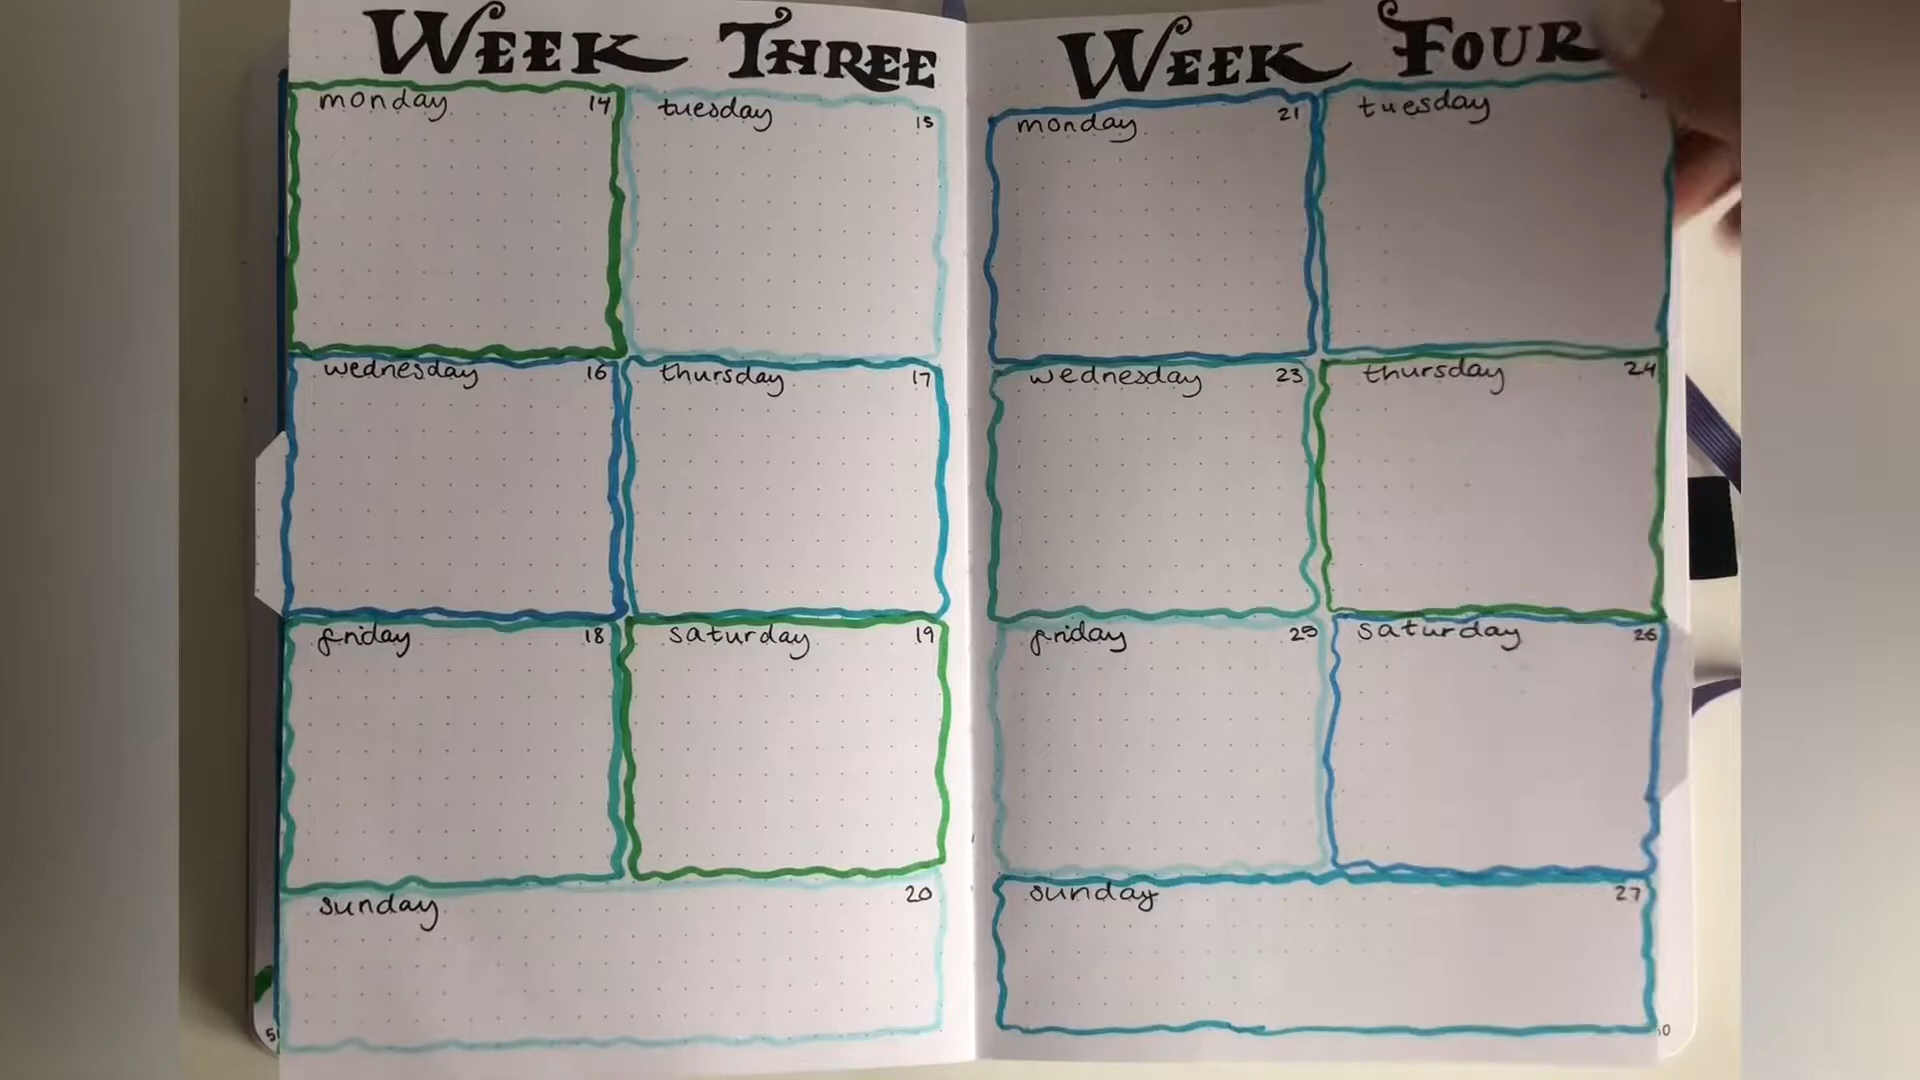 WEEK THREE
monday 14
tuesday 15
wednesday 16
thursday 17
friday 18
saturday 19
sunday 20
WEEK FOUR
monday 21
tuesday
wednesday 23
thursday 24
friday 25
saturday 26
sunday 27